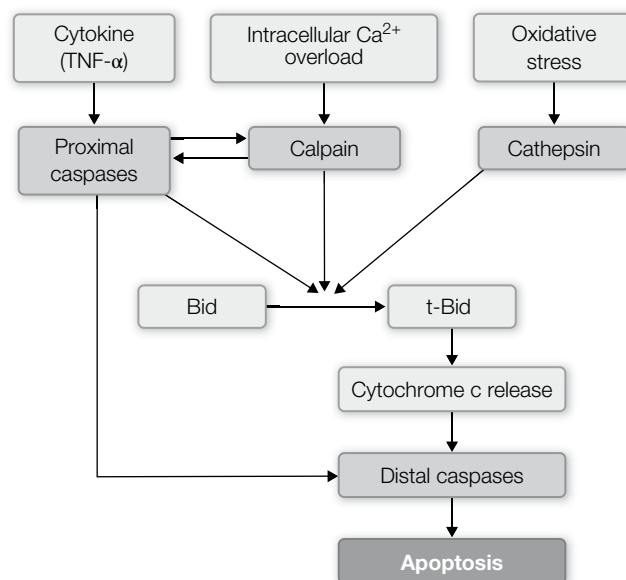 Cytokine
(TNF-α)
Intracellular Ca²⁺
overload
Oxidative
stress
Proximal
caspases
Calpain
Cathepsin
Bid
t-Bid
Cytochrome c release
Distal caspases
Apoptosis